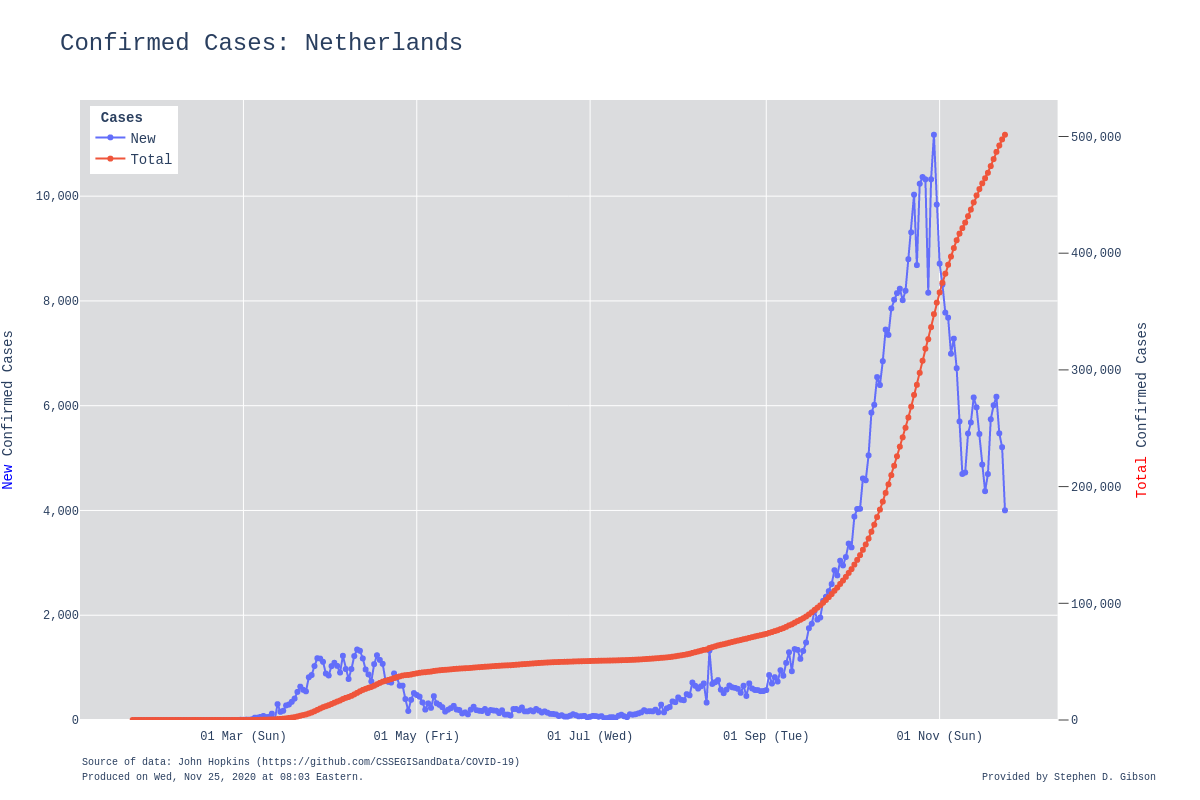 Confirmed Cases: Netherlands
Cases
New
Total
10,000
8,000
6,000
4,000
2,000
0
New Confirmed Cases
500,000
400,000
300,000
200,000
100,000
0
Total Confirmed Cases
01 Mar (Sun)
01 May (Fri)
01 Jul (Wed)
01 Sep (Tue)
01 Nov (Sun)
Source of data: John Hopkins (https://github.com/CSSEGISandData/COVID-19)
Produced on Wed, Nov 25, 2020 at 08:03 Eastern.
Provided by Stephen D. Gibson